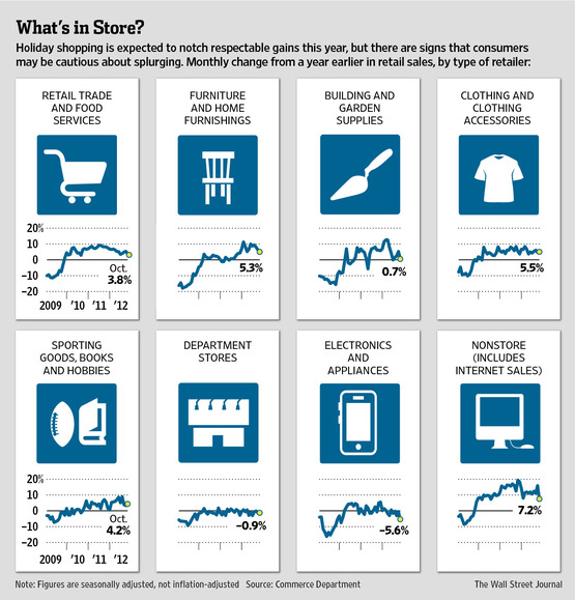 What's in Store?
Holiday shopping is expected to notch respectable gains this year, but there are signs that consumers
may be cautious about splurging. Monthly change from a year earlier in retail sales, by type of retailer:
RETAIL TRADE
AND FOOD
SERVICES
20%
10
0
−10
−20
Oct.
3.8%
2009 '10 '11 '12
FURNITURE
AND HOME
FURNISHINGS
5.3%
BUILDING AND
GARDEN
SUPPLIES
0.7%
CLOTHING AND
CLOTHING
ACCESSORIES
5.5%
SPORTING
GOODS, BOOKS
AND HOBBIES
20%
10
0
−10
−20
Oct.
4.2%
2009 '10 '11 '12
DEPARTMENT
STORES
−0.9%
ELECTRONICS
AND
APPLIANCES
−5.6%
NONSTORE
(INCLUDES
INTERNET SALES)
7.2%
Note: Figures are seasonally adjusted, not inflation-adjusted Source: Commerce Department
The Wall Street Journal